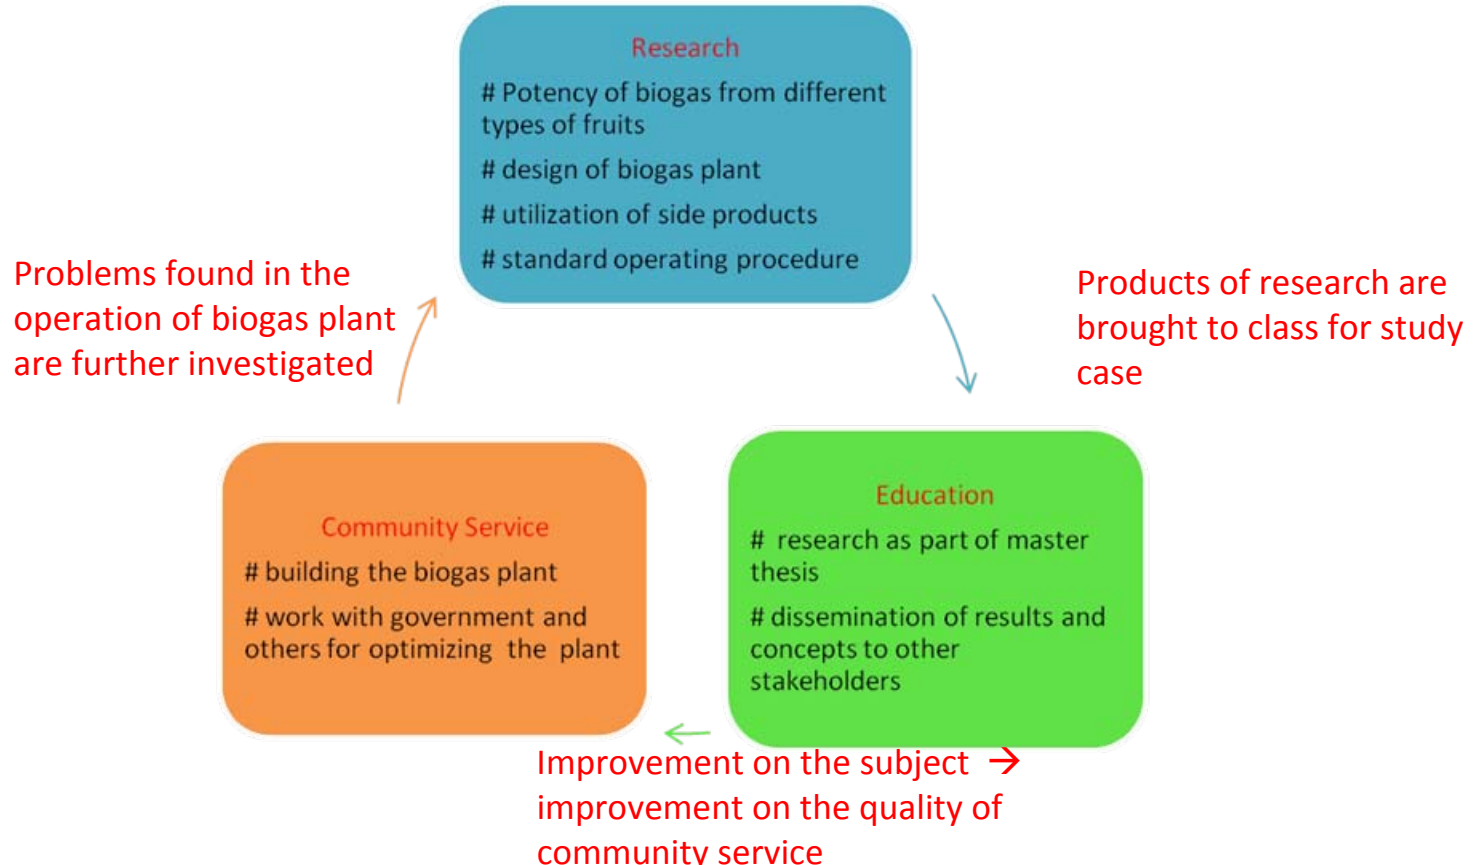 Research
# Potency of biogas from different
types of fruits
# design of biogas plant
# utilization of side products
# standard operating procedure
Problems found in the
operation of biogas plant
are further investigated
Products of research are
brought to class for study
case
Community Service
# building the biogas plant
# work with government and
others for optimizing the plant
Education
# research as part of master
thesis
# dissemination of results and
concepts to other
stakeholders
Improvement on the subject →
improvement on the quality of
community service